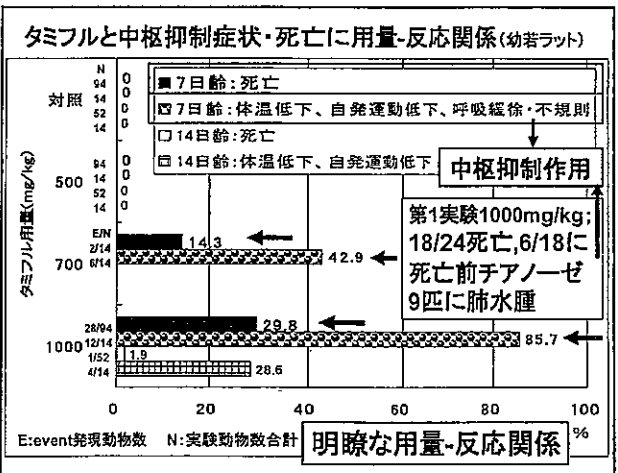 タミフルと中枢抑制症状・死亡に用量-反応関係(幼若ラット)
N
対照
94 0
14 0
52 0
14 0
■7日齢:死亡
7日齢:体温低下、自発運動低下、呼吸緩徐・不規則
□14日齢:死亡
14日齢:体温低下、自発運動低下
中枢抑制作用
タミフル用量(mg/kg)
500
94 0
14 0
52 0
14 0
第1実験1000mg/kg;
18/24死亡,6/18に
死亡前チアノーゼ
9匹に肺水腫
700
E/N
2/14 14.3
6/14 42.9
1000
28/94 29.8
12/14 85.7
1/52 1.9
4/14 28.6
0 20 40 60 80 100
%
E:event発現動物数 N:実験動物数合計
明瞭な用量-反応関係